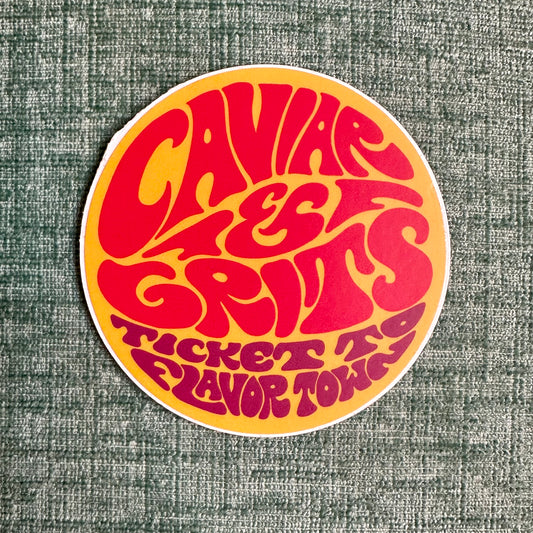 CAVIAR
GRITS
TICKET TO
FLAVOR TOWN